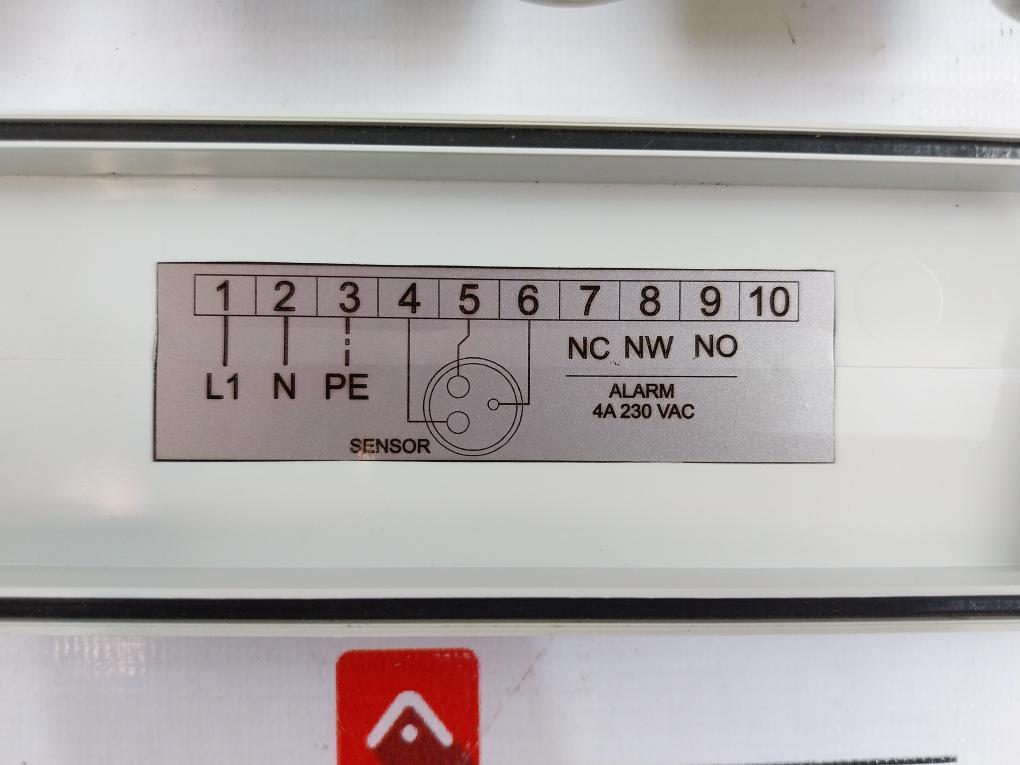 1 2 3 4 5 6 7 8 9 10
L1 N PE NC NW NO
ALARM
4A 230 VAC
SENSOR